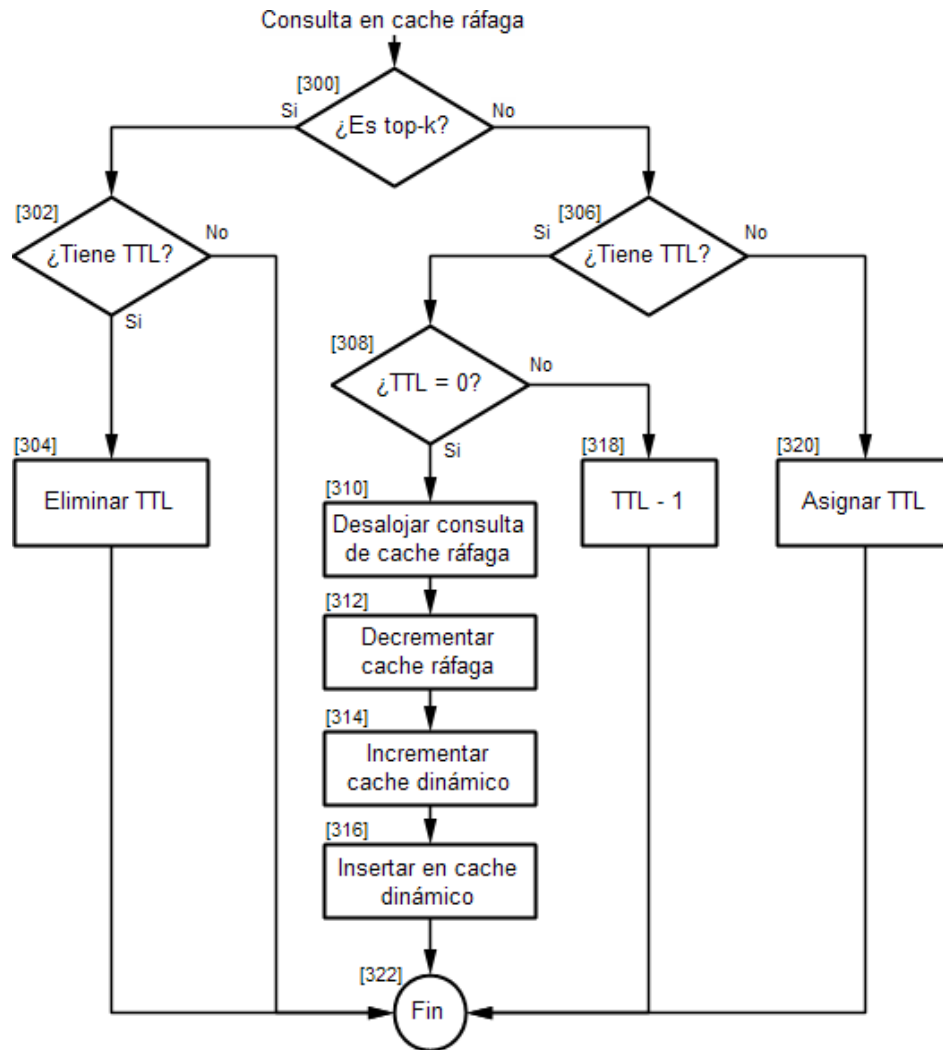 Consulta en cache ráfaga
[300]
Si
¿Es top-k?
No
[302]
¿Tiene TTL?
No
Si
[306]
Si
¿Tiene TTL?
No
[308]
¿TTL = 0?
No
Si
[304]
Eliminar TTL
[310]
Desalojar consulta
de cache ráfaga
[318]
TTL - 1
[320]
Asignar TTL
[312]
Decrementar
cache ráfaga
[314]
Incrementar
cache dinámico
[316]
Insertar en cache
dinámico
[322]
Fin